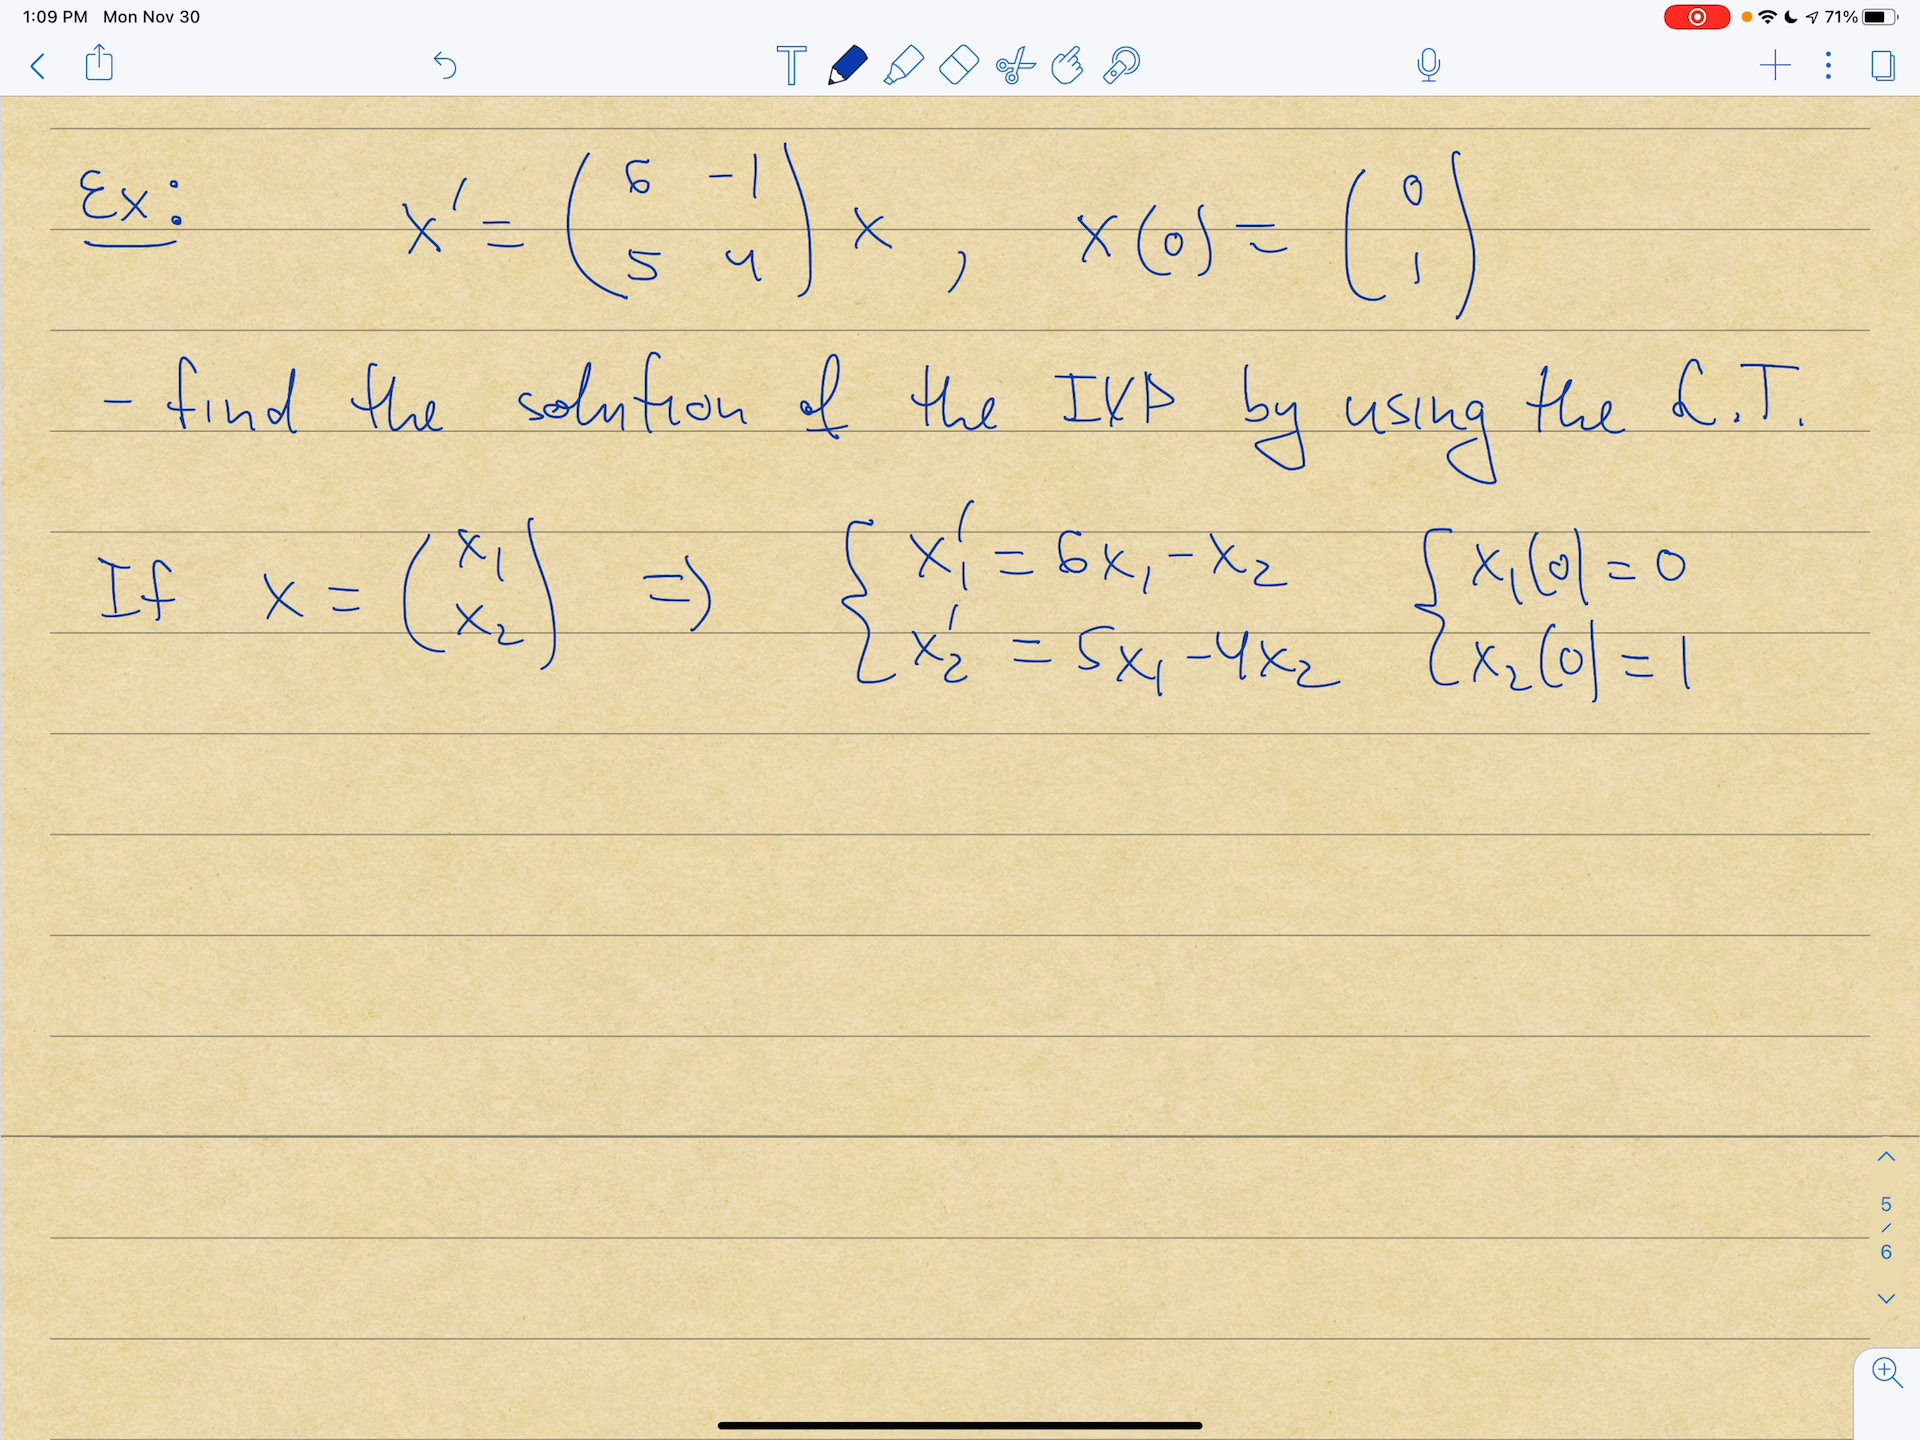 1:09 PM Mon Nov 30
71%
T
Ex: x' = (6 -1; 5 4) x , x(0) = (0; 1)
- find the solution of the IVP by using the L.T.
If x = (x₁; x₂) => { x₁' = 6x₁ - x₂ { x₁(0) = 0
x₂' = 5x₁ - 4x₂ x₂(0) = 1
5
/
6